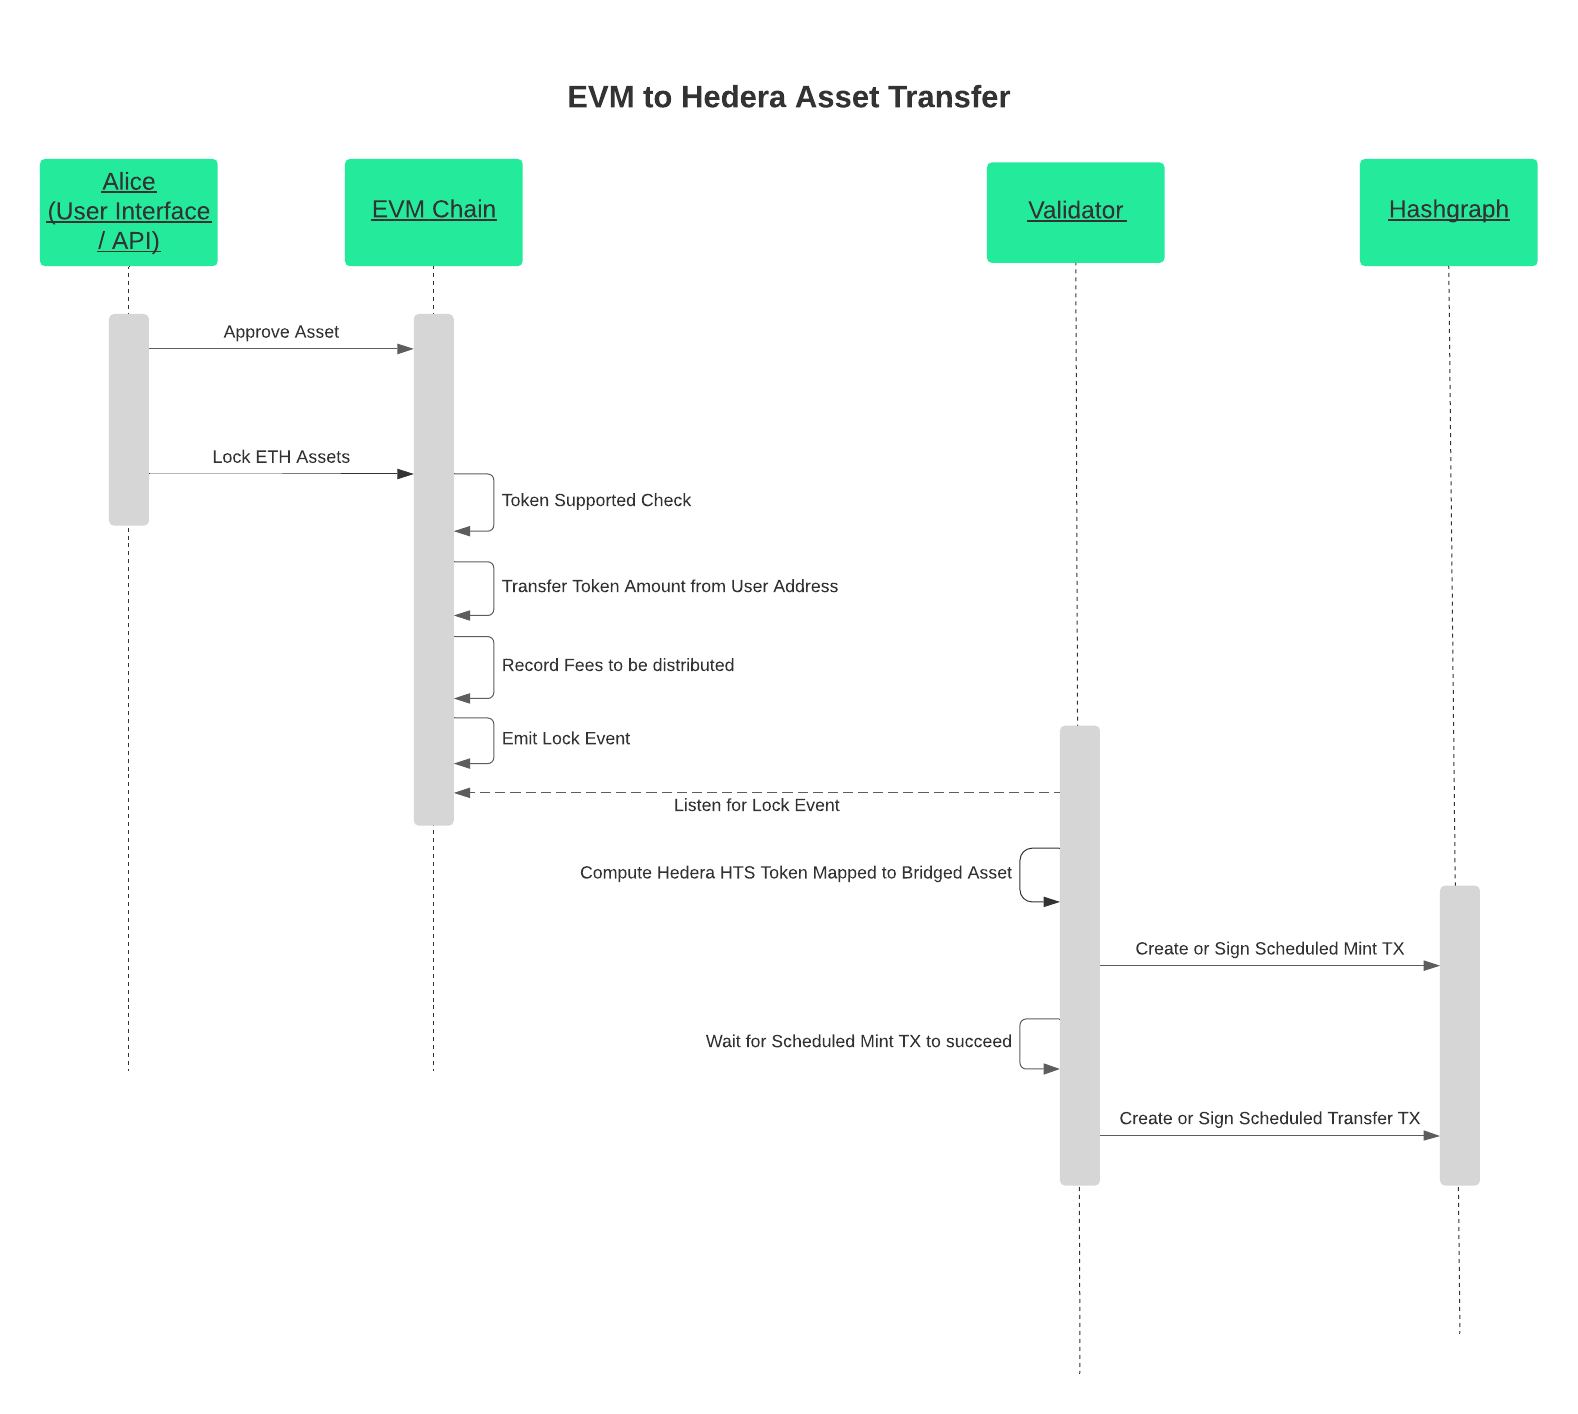 EVM to Hedera Asset Transfer
Alice
(User Interface
/ API)
EVM Chain
Validator
Hashgraph
Approve Asset
Lock ETH Assets
Token Supported Check
Transfer Token Amount from User Address
Record Fees to be distributed
Emit Lock Event
Listen for Lock Event
Compute Hedera HTS Token Mapped to Bridged Asset
Create or Sign Scheduled Mint TX
Wait for Scheduled Mint TX to succeed
Create or Sign Scheduled Transfer TX